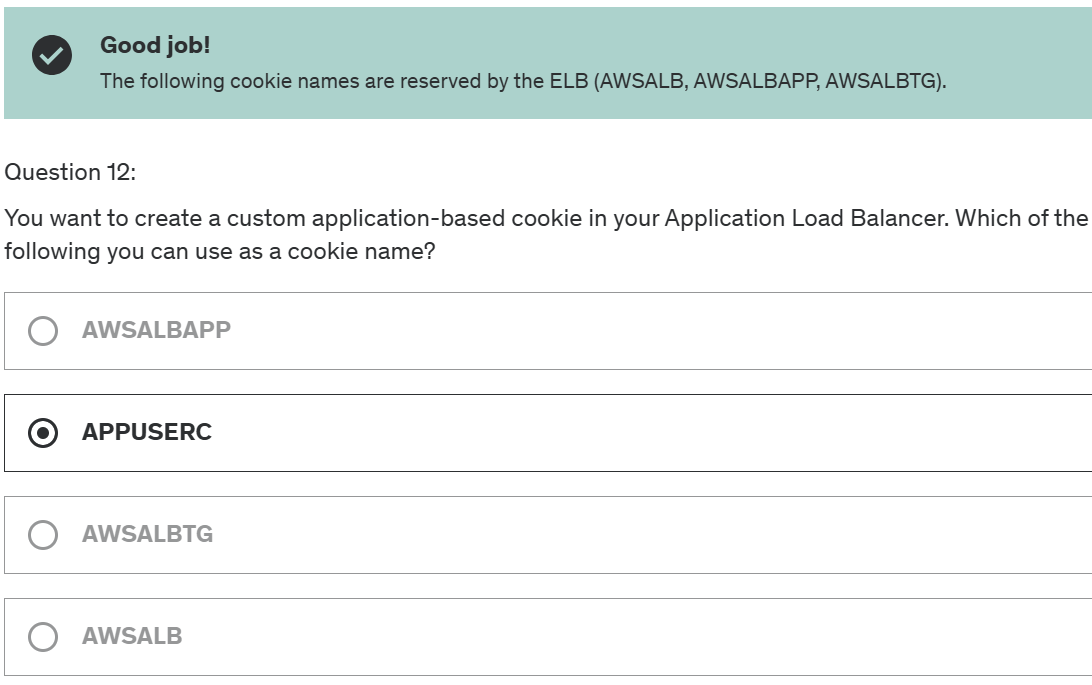 Good job!
The following cookie names are reserved by the ELB (AWSALB, AWSALBAPP, AWSALBTG).
Question 12:
You want to create a custom application-based cookie in your Application Load Balancer. Which of the
following you can use as a cookie name?
AWSALBAPP
APPUSERC
AWSALBTG
AWSALB